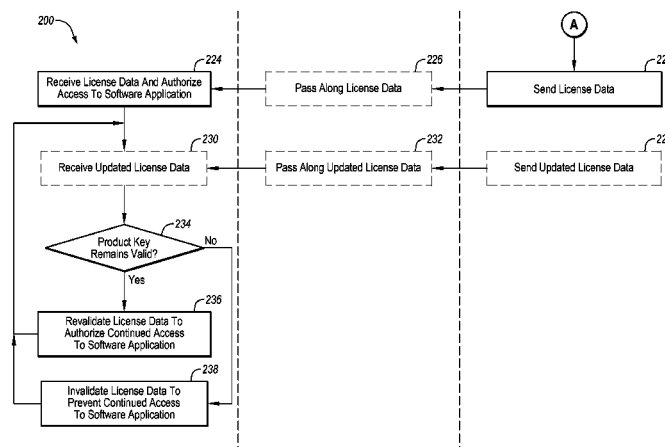 200
A
224
Receive License Data And Authorize
Access To Software Application
226
Pass Along License Data
22
Send License Data
230
Receive Updated License Data
232
Pass Along Updated License Data
22
Send Updated License Data
234
Product Key
Remains Valid?
No
Yes
236
Revalidate License Data To
Authorize Continued Access
To Software Application
238
Invalidate License Data To
Prevent Continued Access
To Software Application